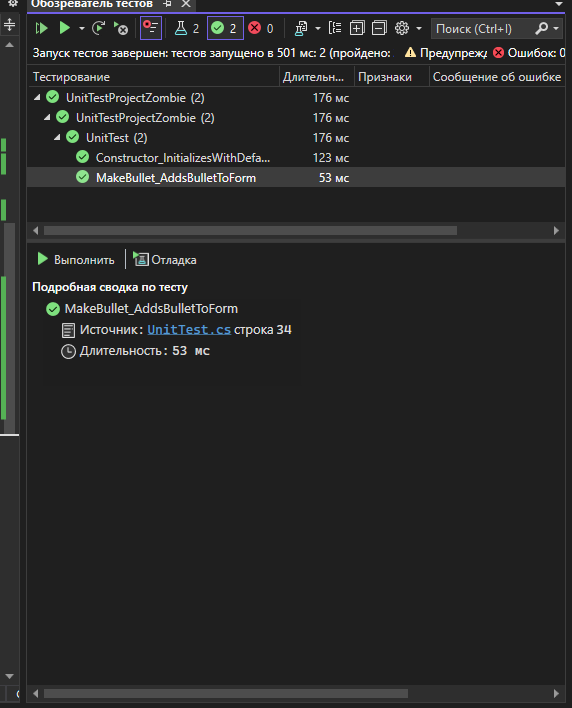 Обозреватель тестов
2 2 0 Поиск (Ctrl+I)
Запуск тестов завершен: тестов запущено в 501 мс: 2 (пройдено: Предупрежд Ошибок: 0
Тестирование Длительн... Признаки Сообщение об ошибке
UnitTestProjectZombie (2) 176 мс
UnitTestProjectZombie (2) 176 мс
UnitTest (2) 176 мс
Constructor_InitializesWithDefa... 123 мс
MakeBullet_AddsBulletToForm 53 мс
Выполнить Отладка
Подробная сводка по тесту
MakeBullet_AddsBulletToForm
Источник: UnitTest.cs строка 34
Длительность: 53 мс